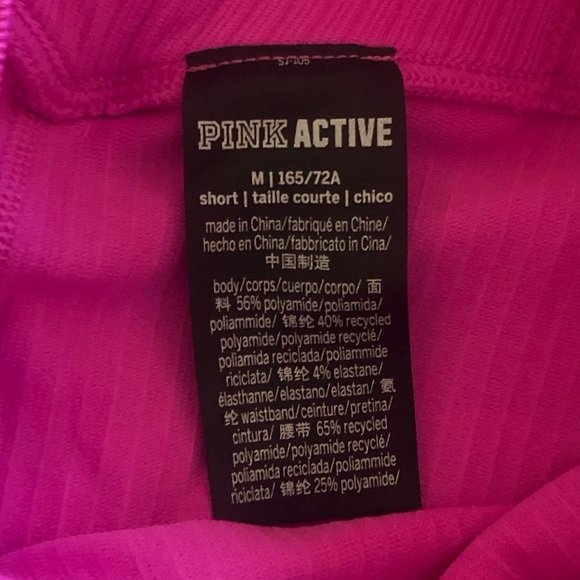 S7-105
PINK ACTIVE
M | 165/72A
short | taille courte | chico
made in China/fabriqué en Chine/
hecho en China/fabbricato in Cina/
中国制造
body/corps/cuerpo/corpo/ 面
料 56% polyamide/poliamida/
poliammide/ 锦纶 40% recycled
polyamide/polyamide recyclé/
poliamida reciclada/poliammide
riciclata/ 锦纶 4% elastane/
élasthanne/elastano/elastan/ 氨
纶 waistband/ceinture/pretina/
cintura/ 腰带 65% recycled
polyamide/polyamide recyclé/
poliamida reciclada/poliammide
riciclata/ 锦纶 25% polyamide/